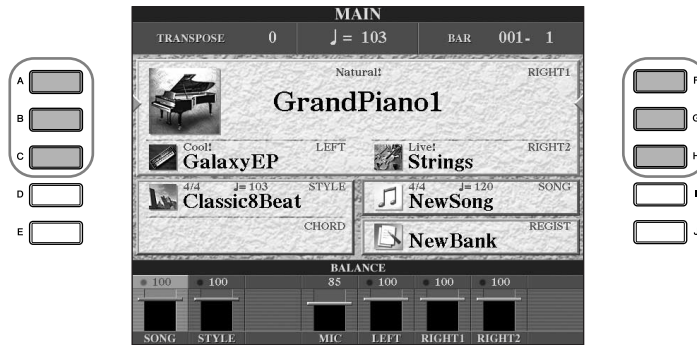 MAIN
TRANSPOSE 0 ♩= 103 BAR 001- 1
Natural! RIGHT1
GrandPiano1
Cool! LEFT Live! RIGHT2
GalaxyEP Strings
4/4 ♩= 103 STYLE 4/4 ♩= 120 SONG
Classic8Beat NewSong
CHORD REGIST
NewBank
BALANCE
100 100 85 100 100 100
SONG STYLE MIC LEFT RIGHT1 RIGHT2
A
B
C
D
E